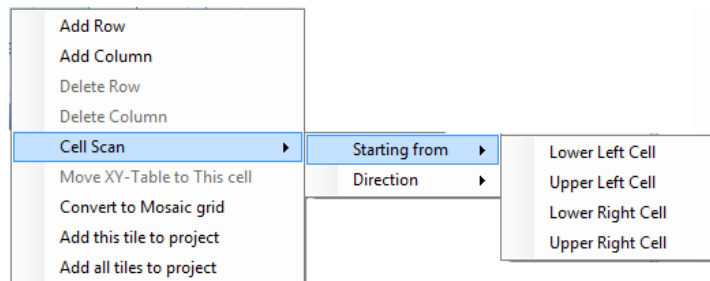 Add Row
Add Column
Delete Row
Delete Column
Cell Scan
Move XY-Table to This cell
Convert to Mosaic grid
Add this tile to project
Add all tiles to project
Starting from
Direction
Lower Left Cell
Upper Left Cell
Lower Right Cell
Upper Right Cell